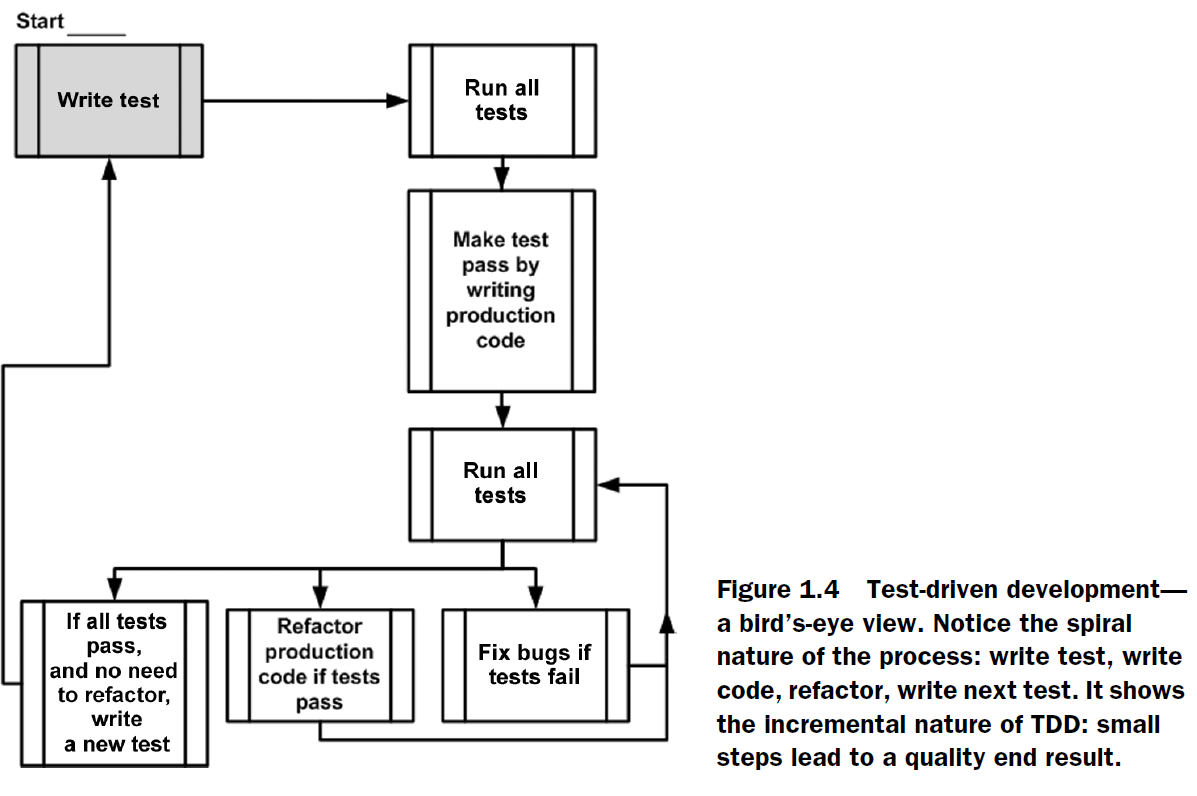 Start
Write test
Run all
tests
Make test
pass by
writing
production
code
Run all
tests
If all tests
pass,
and no need
to refactor,
write
a new test
Refactor
production
code if tests
pass
Fix bugs if
tests fail
Figure 1.4 Test-driven development—
a bird’s-eye view. Notice the spiral
nature of the process: write test, write
code, refactor, write next test. It shows
the incremental nature of TDD: small
steps lead to a quality end result.